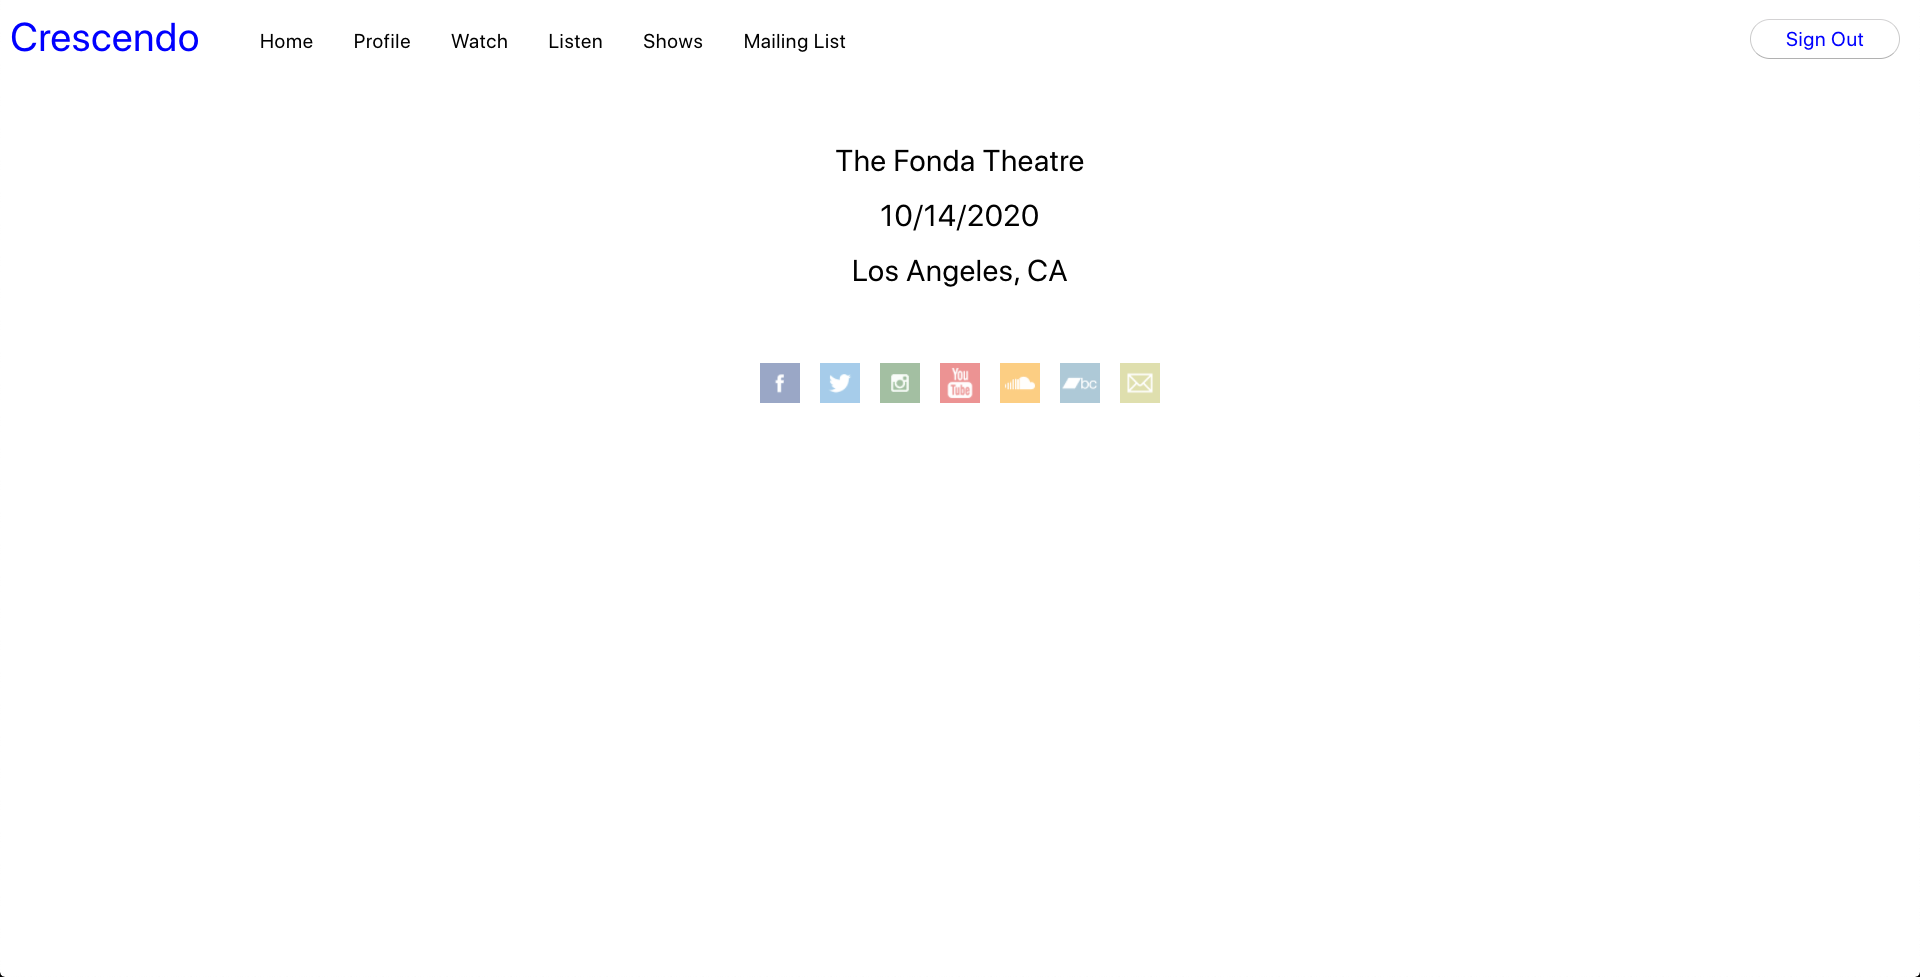 Crescendo Home Profile Watch Listen Shows Mailing List Sign Out
The Fonda Theatre
10/14/2020
Los Angeles, CA
f You Tube bc